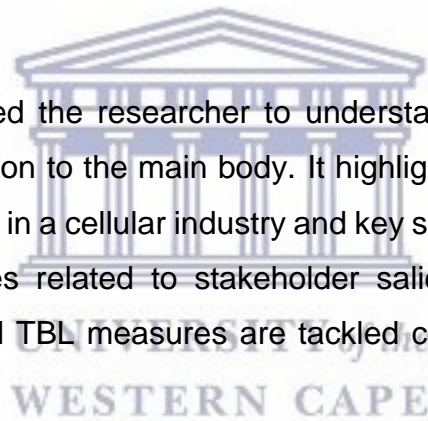 ed the researcher to understa
on to the main body. It highlig
in a cellular industry and key s
es related to stakeholder salie
TBL measures are tackled c
UNIVERSITY of the
WESTERN CAPE